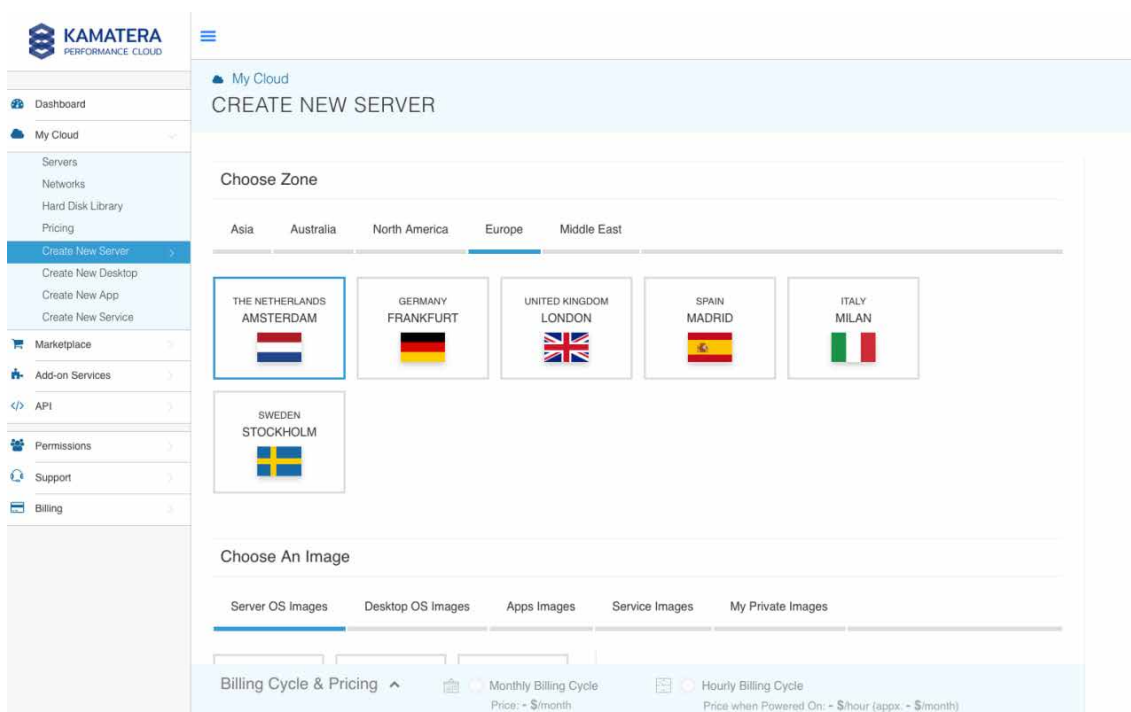 KAMATERA
PERFORMANCE CLOUD
Dashboard
My Cloud
Servers
Networks
Hard Disk Library
Pricing
Create New Server
Create New Desktop
Create New App
Create New Service
Marketplace
Add-on Services
API
Permissions
Support
Billing
My Cloud
CREATE NEW SERVER
Choose Zone
Asia Australia North America Europe Middle East
THE NETHERLANDS
AMSTERDAM
GERMANY
FRANKFURT
UNITED KINGDOM
LONDON
SPAIN
MADRID
ITALY
MILAN
SWEDEN
STOCKHOLM
Choose An Image
Server OS Images Desktop OS Images Apps Images Service Images My Private Images
Billing Cycle & Pricing
Monthly Billing Cycle
Price: - $/month
Hourly Billing Cycle
Price when Powered On: - $/hour (appx. - $/month)